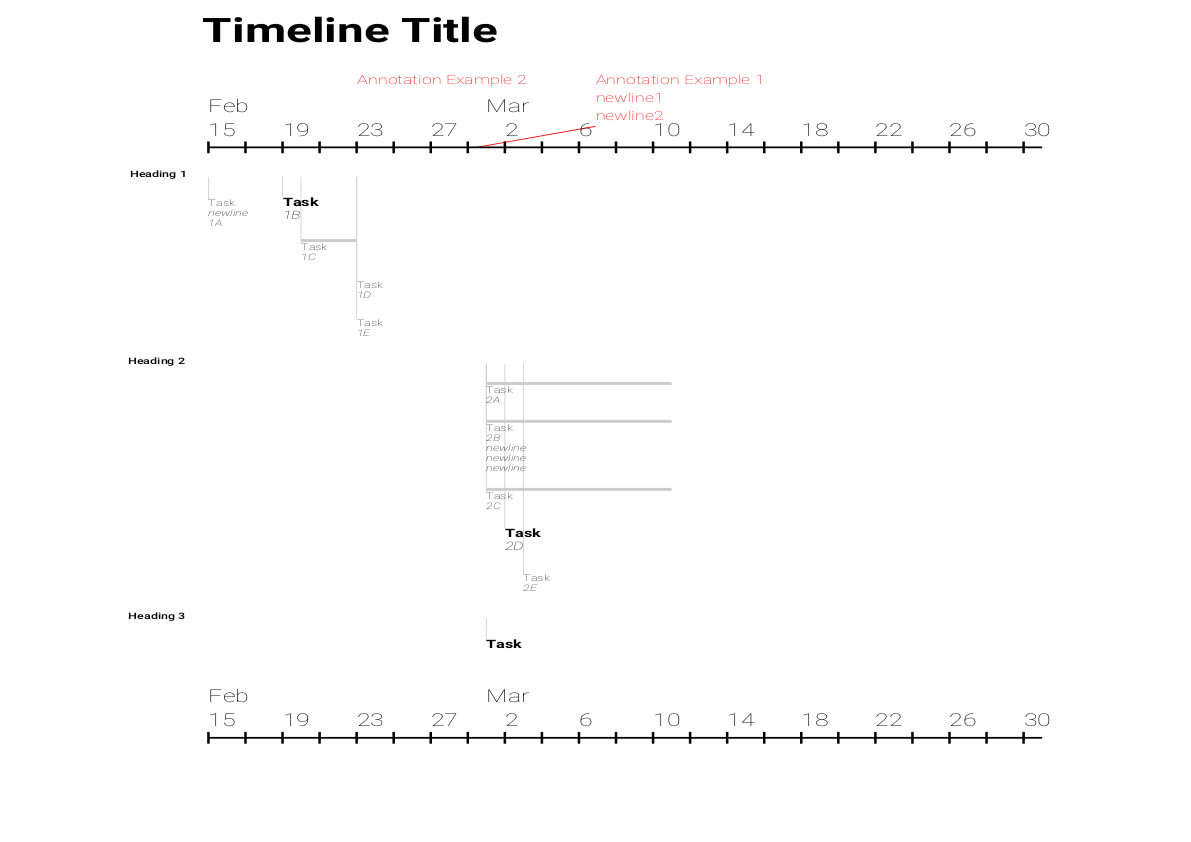 Timeline Title
Annotation Example 2
Annotation Example 1
newline1
newline2
Feb Mar
15 19 23 27 2 6 10 14 18 22 26 30
Heading 1
Task
newline
1A
Task
1B
Task
1C
Task
1D
Task
1E
Heading 2
Task
2A
Task
2B
newline
newline
newline
Task
2C
Task
2D
Task
2E
Heading 3
Task
Feb Mar
15 19 23 27 2 6 10 14 18 22 26 30